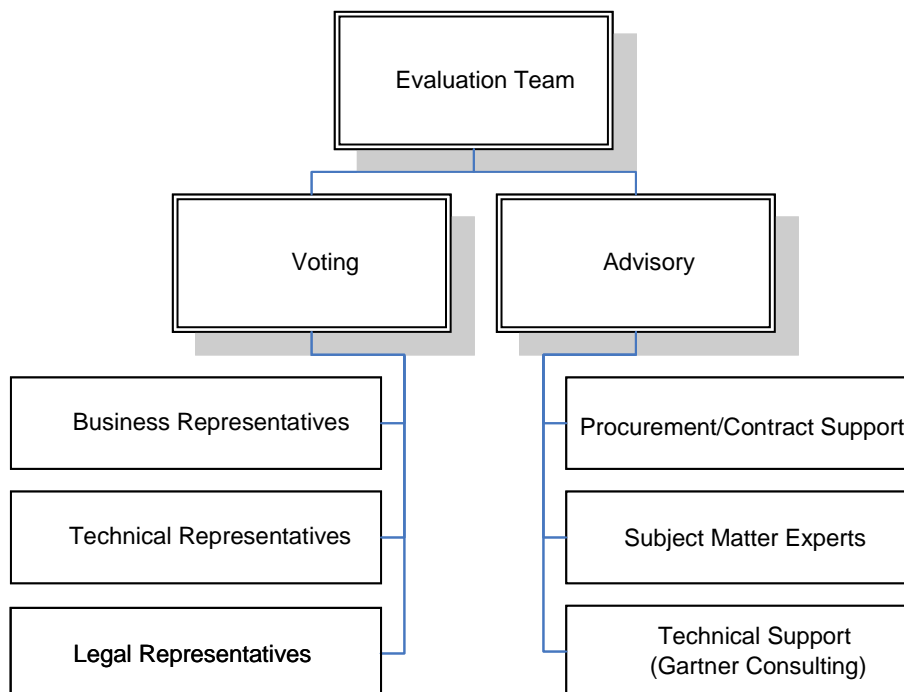 Evaluation Team
Voting
Advisory
Business Representatives
Procurement/Contract Support
Technical Representatives
Subject Matter Experts
Legal Representatives
Technical Support
(Gartner Consulting)